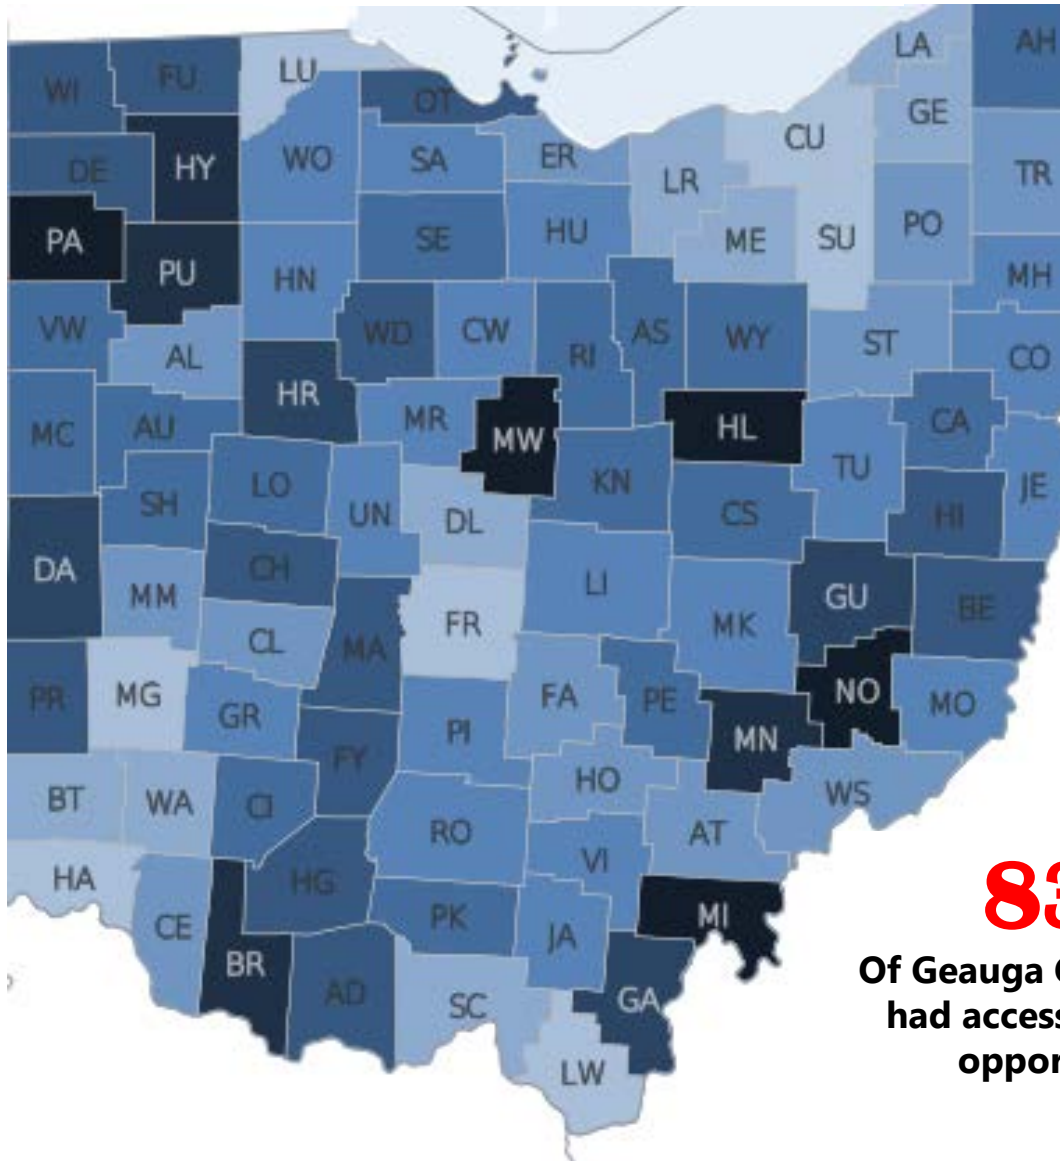 LA AH
WI FU LU OT GE
CU
DE HY WO SA ER LR TR
PA PU SE HU ME SU PO
HN MH
VW AL WD CW RI AS WY ST CO
HR
MC AU MR MW HL CA
TU
SH LO UN DL KN CS HI JE
DA CH LI
MM FR MK GU BE
CL MA
PR MG GR PI FA PE NO MO
MN
FY HO
BT WA CI RO AT WS
HA HG VI
CE PK JA MI
BR AD SC GA
LW
83
Of Geauga
had access
oppor